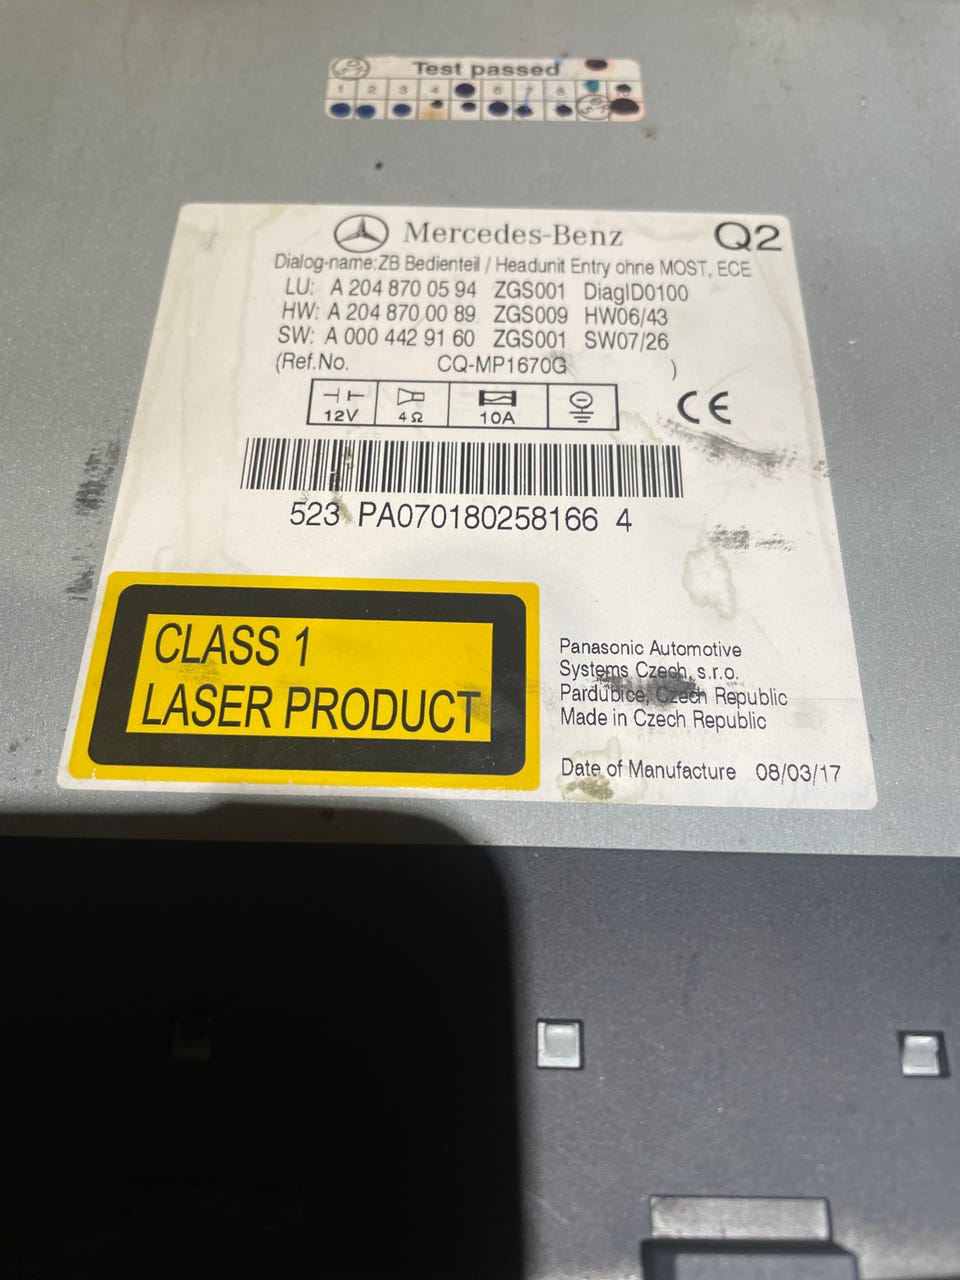 Test passed
1 2 3 4 6 7 8
Mercedes-Benz Q2
Dialog-name:ZB Bedienteil / Headunit Entry ohne MOST, ECE
LU: A 204 870 05 94 ZGS001 DiagID0100
HW: A 204 870 00 89 ZGS009 HW06/43
SW: A 000 442 91 60 ZGS001 SW07/26
(Ref.No. CQ-MP1670G )
12V 4Ω 10A
CE
523 PA070180258166 4
CLASS 1
LASER PRODUCT
Panasonic Automotive
Systems Czech, s.r.o.
Pardubice, Czech Republic
Made in Czech Republic
Date of Manufacture 08/03/17